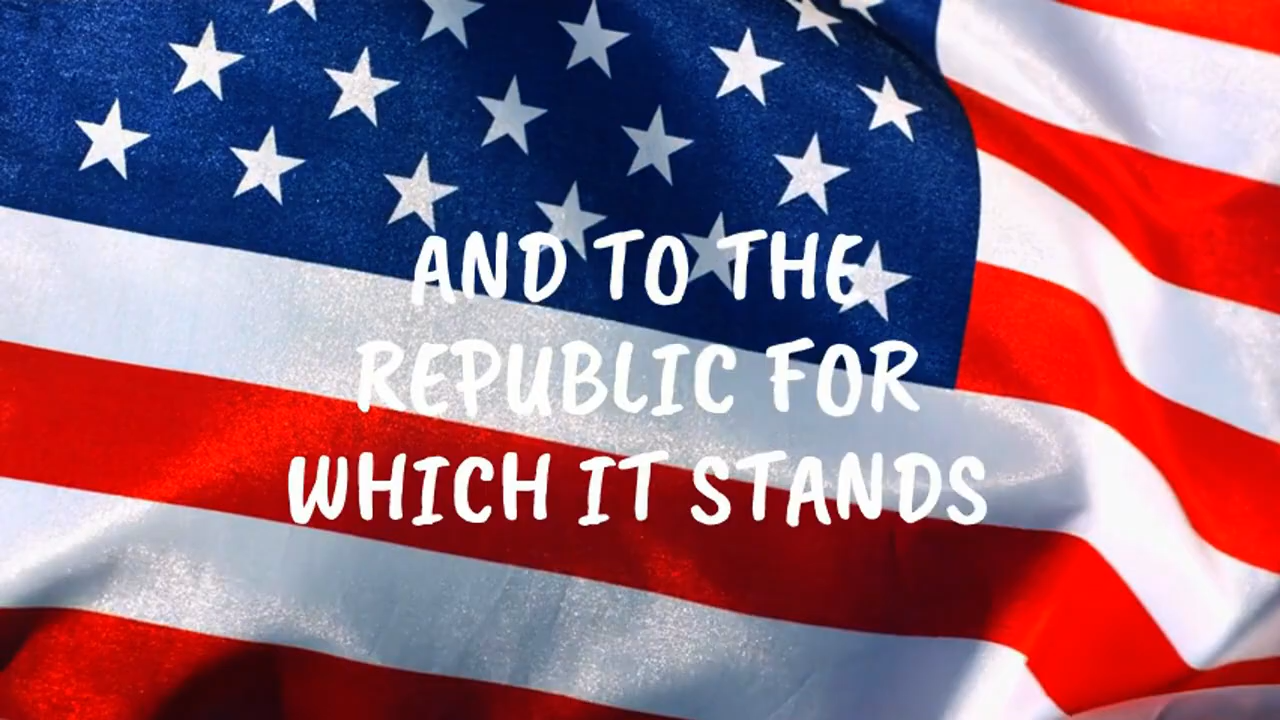 AND TO THE
REPUBLIC FOR
WHICH IT STANDS